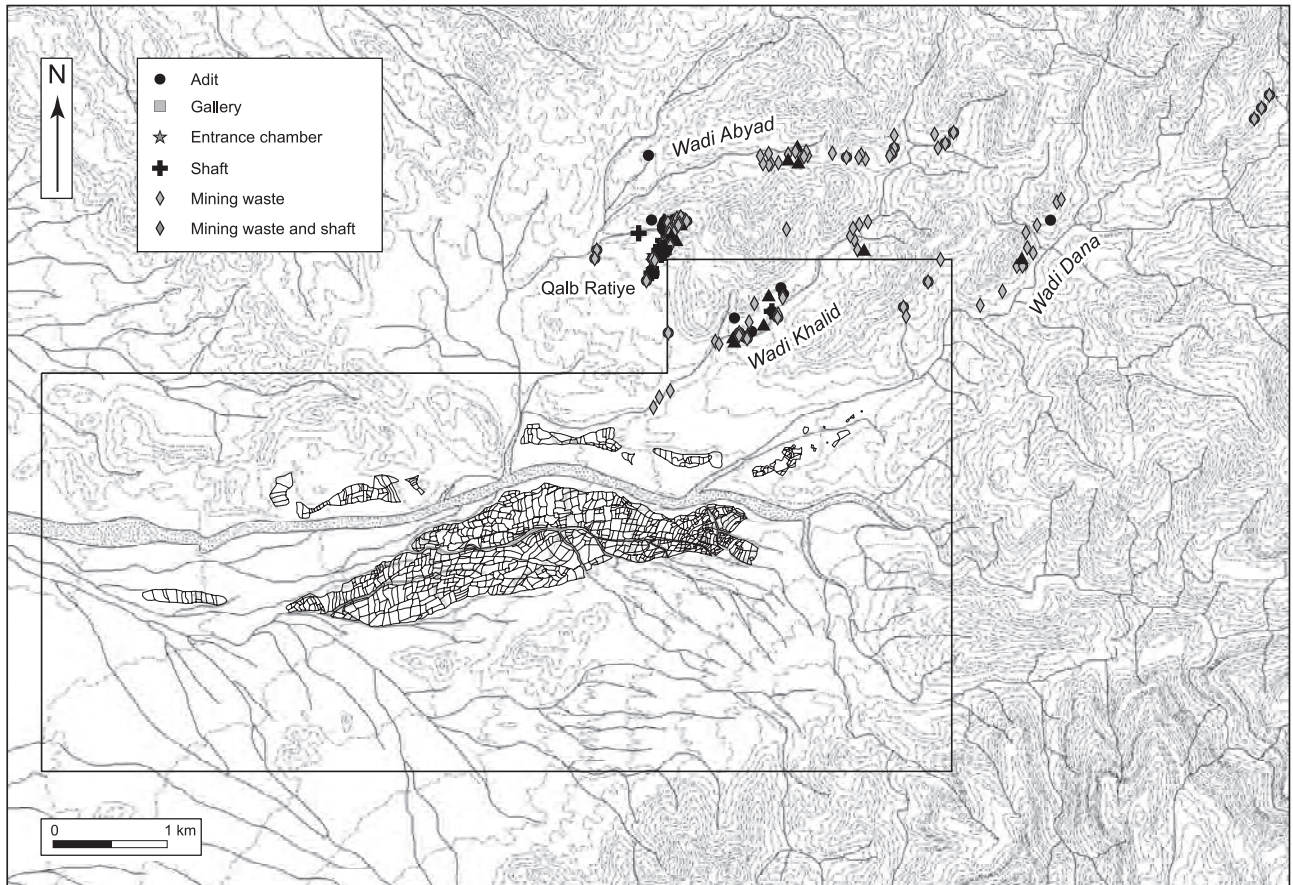 N
Adit
Gallery
Entrance chamber
Shaft
Mining waste
Mining waste and shaft
Wadi Abyad
Qalb Ratiye
Wadi Khalid
Wadi Dana
0 1 km